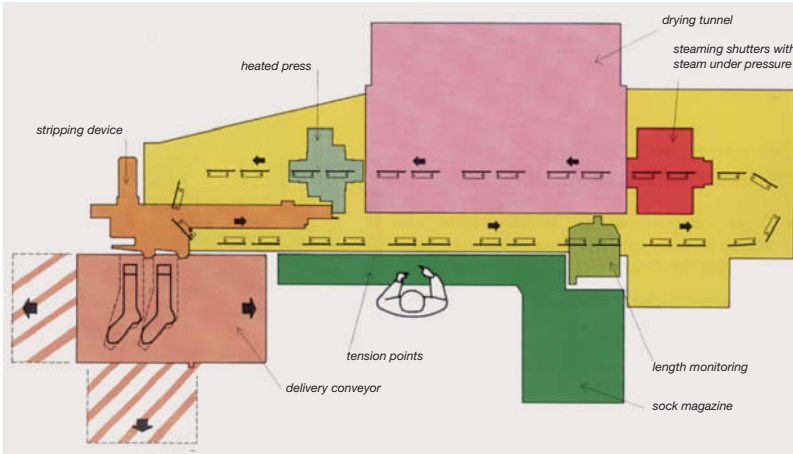 drying tunnel
steaming shutters with
steam under pressure
heated press
stripping device
tension points
delivery conveyor
length monitoring
sock magazine